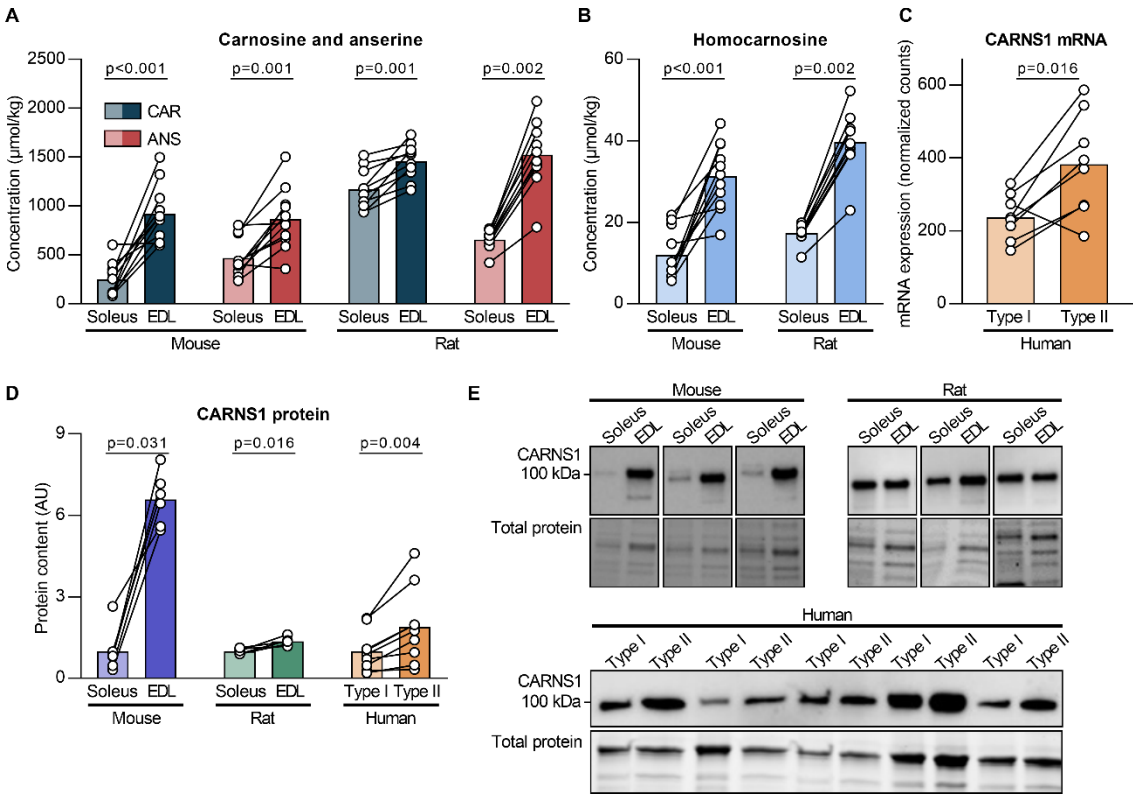 A
Carnosine and anserine
Concentration (µmol/kg)
2500
2000
1500
1000
500
0
p<0.001
p=0.001
p=0.001
p=0.002
CAR
ANS
Soleus EDL Soleus EDL Soleus EDL Soleus EDL
Mouse Rat
B
Homocarnosine
Concentration (µmol/kg)
60
40
20
0
p<0.001
p=0.002
Soleus EDL Soleus EDL
Mouse Rat
C
CARNS1 mRNA
mRNA expression (normalized counts)
600
400
200
0
p=0.016
Type I Type II
Human
D
CARNS1 protein
Protein content (AU)
9
6
3
0
p=0.031
p=0.016
p=0.004
Soleus EDL Soleus EDL Type I Type II
Mouse Rat Human
E
Mouse Rat
Soleus EDL Soleus EDL Soleus EDL Soleus EDL Soleus EDL Soleus EDL
CARNS1
100 kDa
Total protein
Human
Type I Type II Type I Type II Type I Type II Type I Type II Type I Type II
CARNS1
100 kDa
Total protein